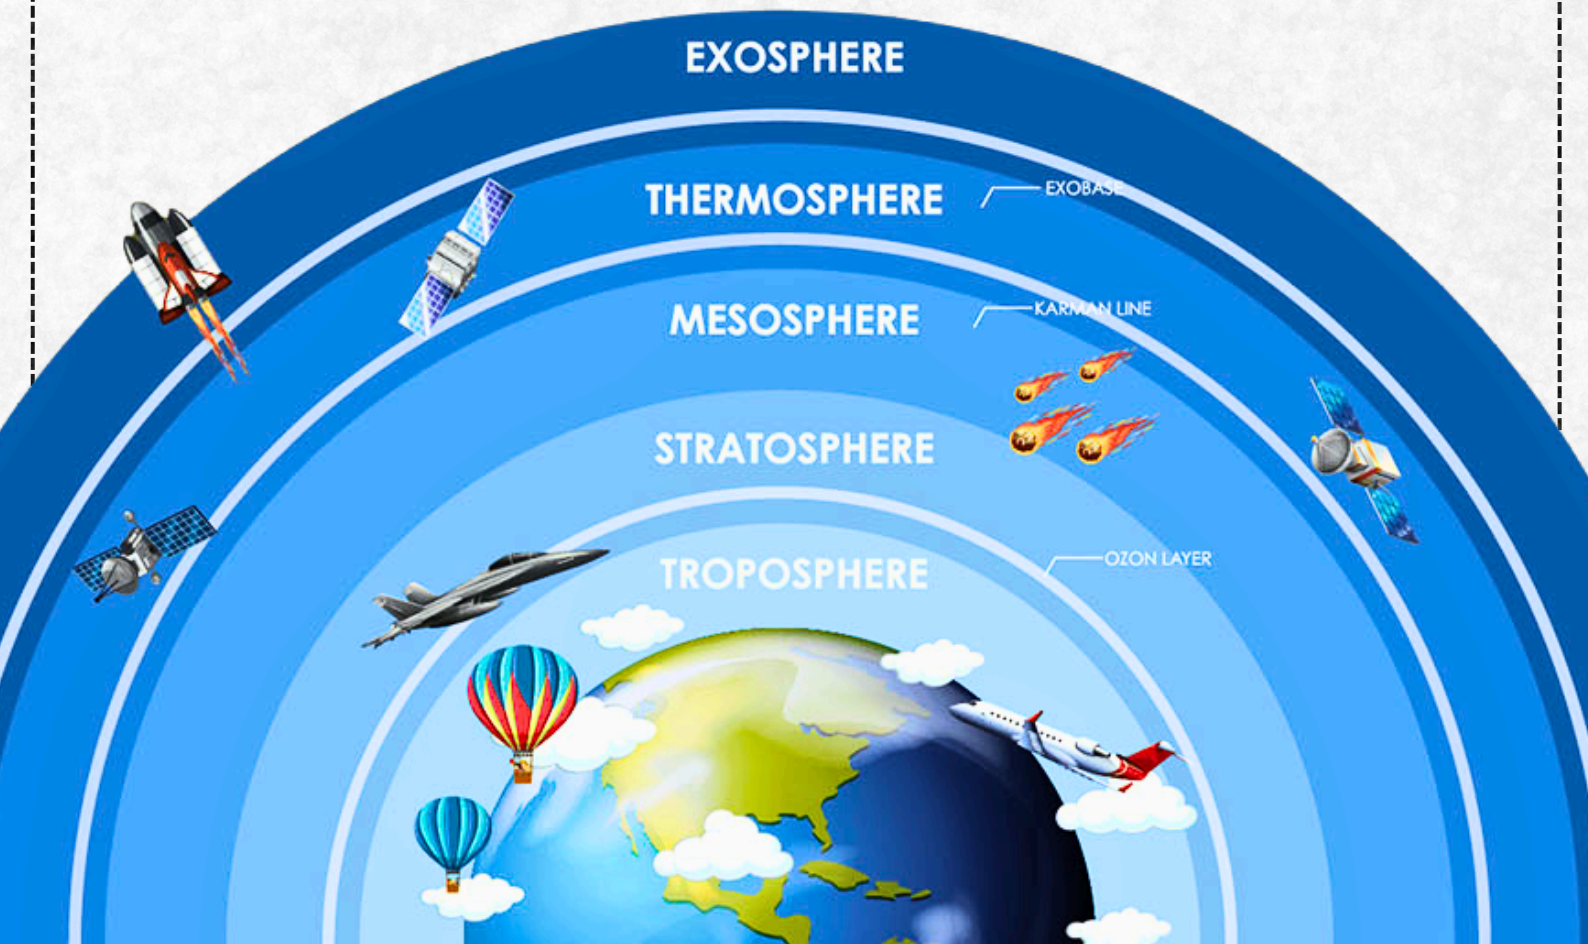 EXOSPHERE
THERMOSPHERE
EXOBASE
MESOSPHERE
KARMAN LINE
STRATOSPHERE
TROPOSPHERE
OZON LAYER